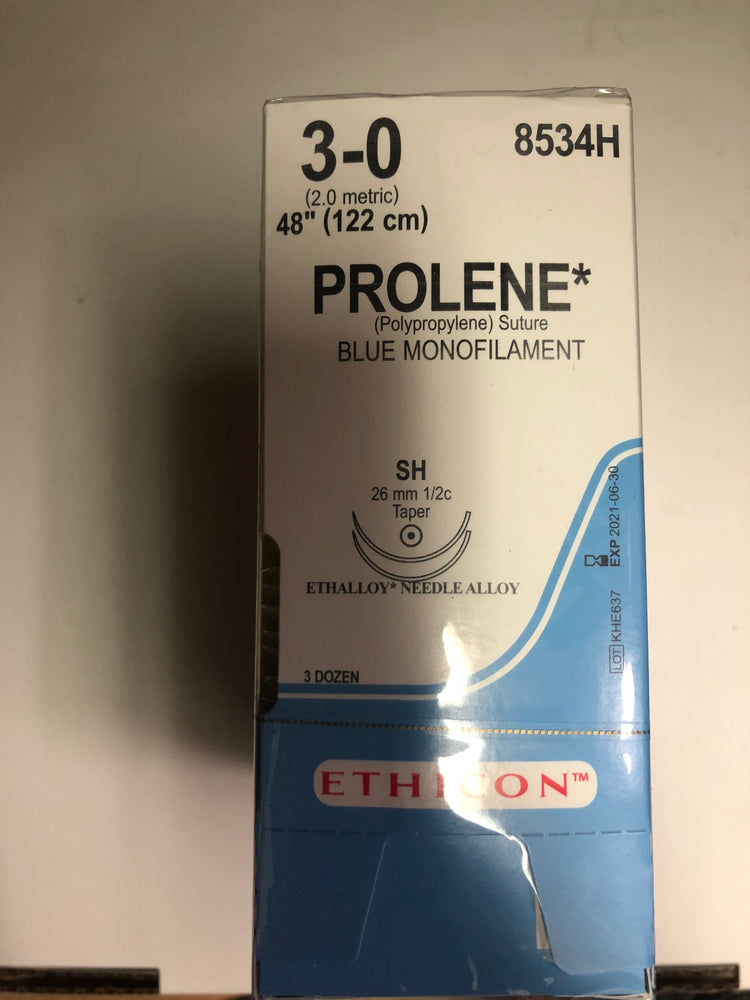 3-0
8534H
(2.0 metric)
48" (122 cm)
PROLENE*
(Polypropylene) Suture
BLUE MONOFILAMENT
SH
26 mm 1/2c
Taper
ETHALLOY* NEEDLE ALLOY
EXP 2021-06-30
LOT KHE637
3 DOZEN
ETHICON™